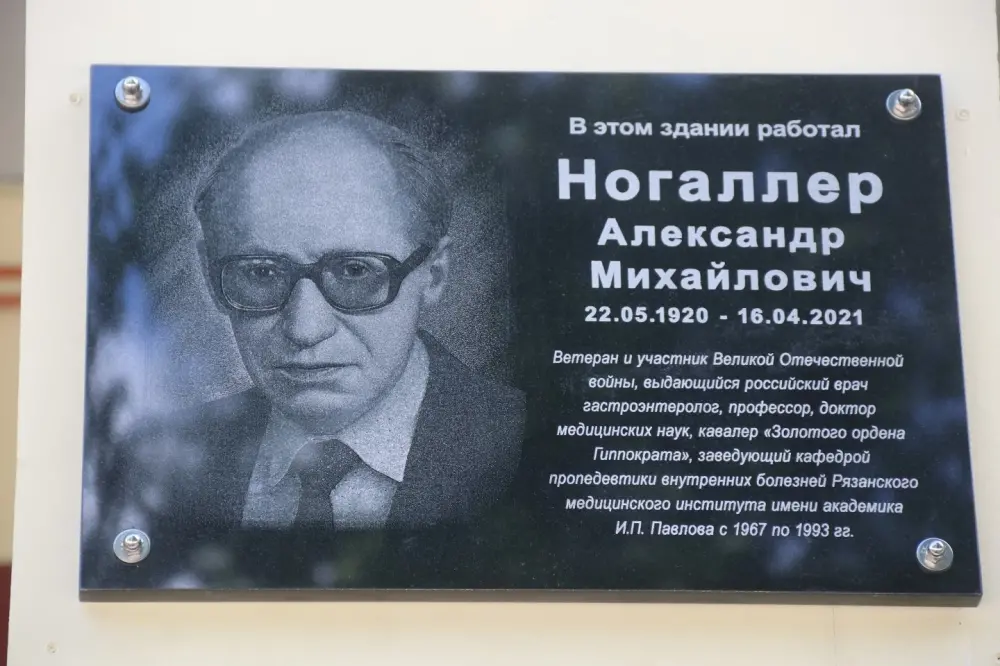 В этом здании работал
Ногаллер
Александр
Михайлович
22.05.1920 - 16.04.2021
Ветеран и участник Великой Отечественной
войны, выдающийся российский врач
гастроэнтеролог, профессор, доктор
медицинских наук, кавалер «Золотого ордена
Гиппократа», заведующий кафедрой
пропедевтики внутренних болезней Рязанского
медицинского института имени академика
И.П. Павлова с 1967 по 1993 гг.